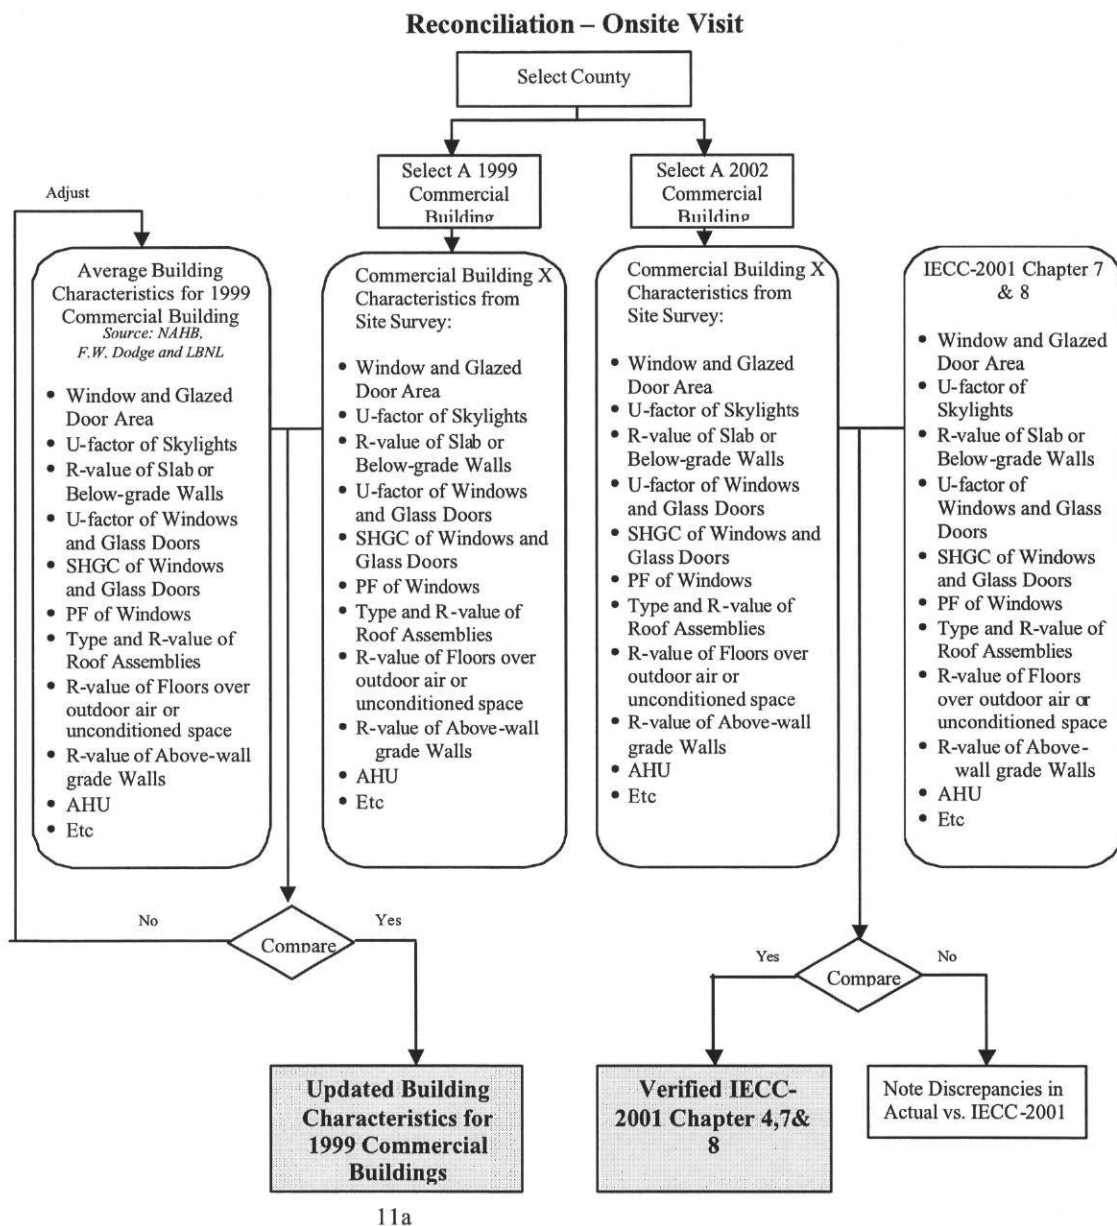 Reconciliation – Onsite Visit
Select County
Select A 1999
Commercial
Building
Select A 2002
Commercial
Building
Adjust
Average Building
Characteristics for 1999
Commercial Building
Source: NAHB,
F.W. Dodge and LBNL
• Window and Glazed
Door Area
• U-factor of Skylights
• R-value of Slab or
Below-grade Walls
• U-factor of Windows
and Glass Doors
• SHGC of Windows
and Glass Doors
• PF of Windows
• Type and R-value of
Roof Assemblies
• R-value of Floors over
outdoor air or
unconditioned space
• R-value of Above-wall
grade Walls
• AHU
• Etc
Commercial Building X
Characteristics from
Site Survey:
• Window and Glazed
Door Area
• U-factor of Skylights
• R-value of Slab or
Below-grade Walls
• U-factor of Windows
and Glass Doors
• SHGC of Windows and
Glass Doors
• PF of Windows
• Type and R-value of
Roof Assemblies
• R-value of Floors over
outdoor air or
unconditioned space
• R-value of Above-wall
grade Walls
• AHU
• Etc
Commercial Building X
Characteristics from
Site Survey:
• Window and Glazed
Door Area
• U-factor of Skylights
• R-value of Slab or
Below-grade Walls
• U-factor of Windows
and Glass Doors
• SHGC of Windows and
Glass Doors
• PF of Windows
• Type and R-value of
Roof Assemblies
• R-value of Floors over
outdoor air or
unconditioned space
• R-value of Above-wall
grade Walls
• AHU
• Etc
IECC-2001 Chapter 7
& 8
• Window and Glazed
Door Area
• U-factor of
Skylights
• R-value of Slab or
Below-grade Walls
• U-factor of
Windows and Glass
Doors
• SHGC of Windows
and Glass Doors
• PF of Windows
• Type and R-value of
Roof Assemblies
• R-value of Floors
over outdoor air or
unconditioned space
• R-value of Above-
wall grade Walls
• AHU
• Etc
No
Compare
Yes
Yes
Compare
No
Updated Building
Characteristics for
1999 Commercial
Buildings
Verified IECC-
2001 Chapter 4,7&
8
Note Discrepancies in
Actual vs. IECC-2001
11a